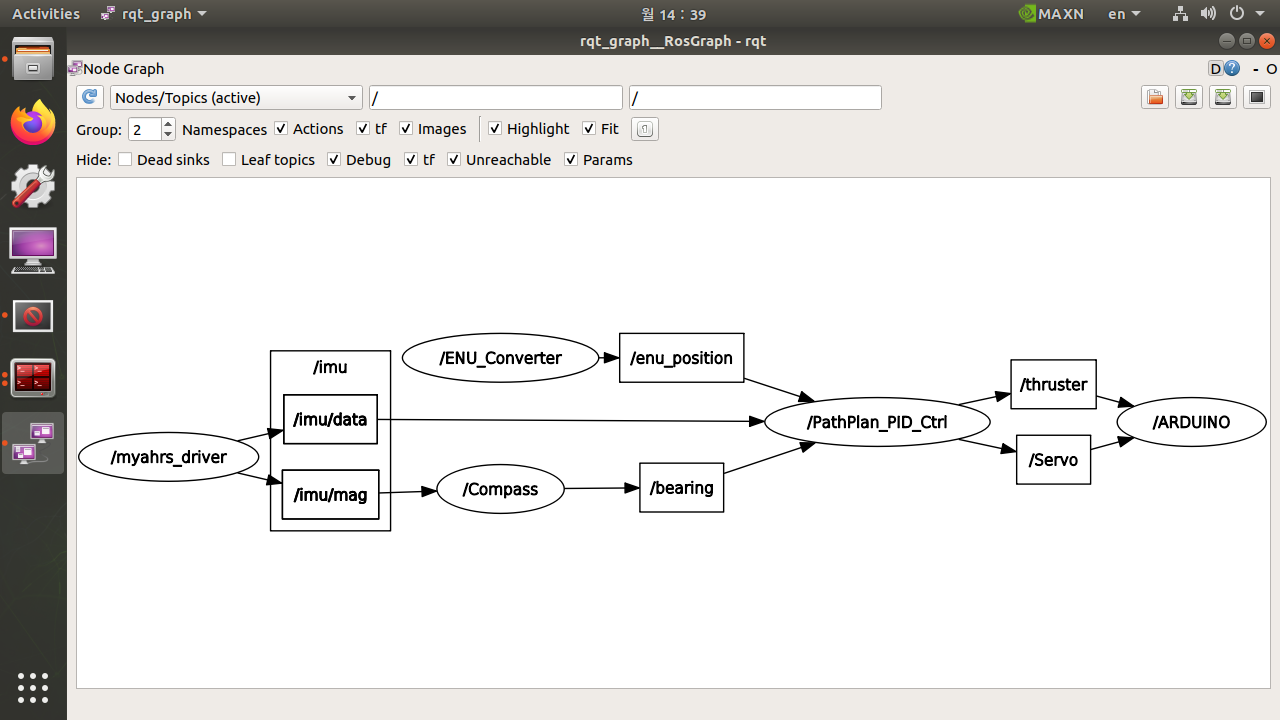 Activities rqt_graph 월 14 : 39 MAXN en
rqt_graph__RosGraph - rqt
Node Graph D ? - O
Nodes/Topics (active) / /
Group: 2 Namespaces Actions tf Images Highlight Fit
Hide: Dead sinks Leaf topics Debug tf Unreachable Params
/ENU_Converter /enu_position
/imu
/thruster
/imu/data /PathPlan_PID_Ctrl /ARDUINO
/myahrs_driver /Servo
/imu/mag /Compass /bearing